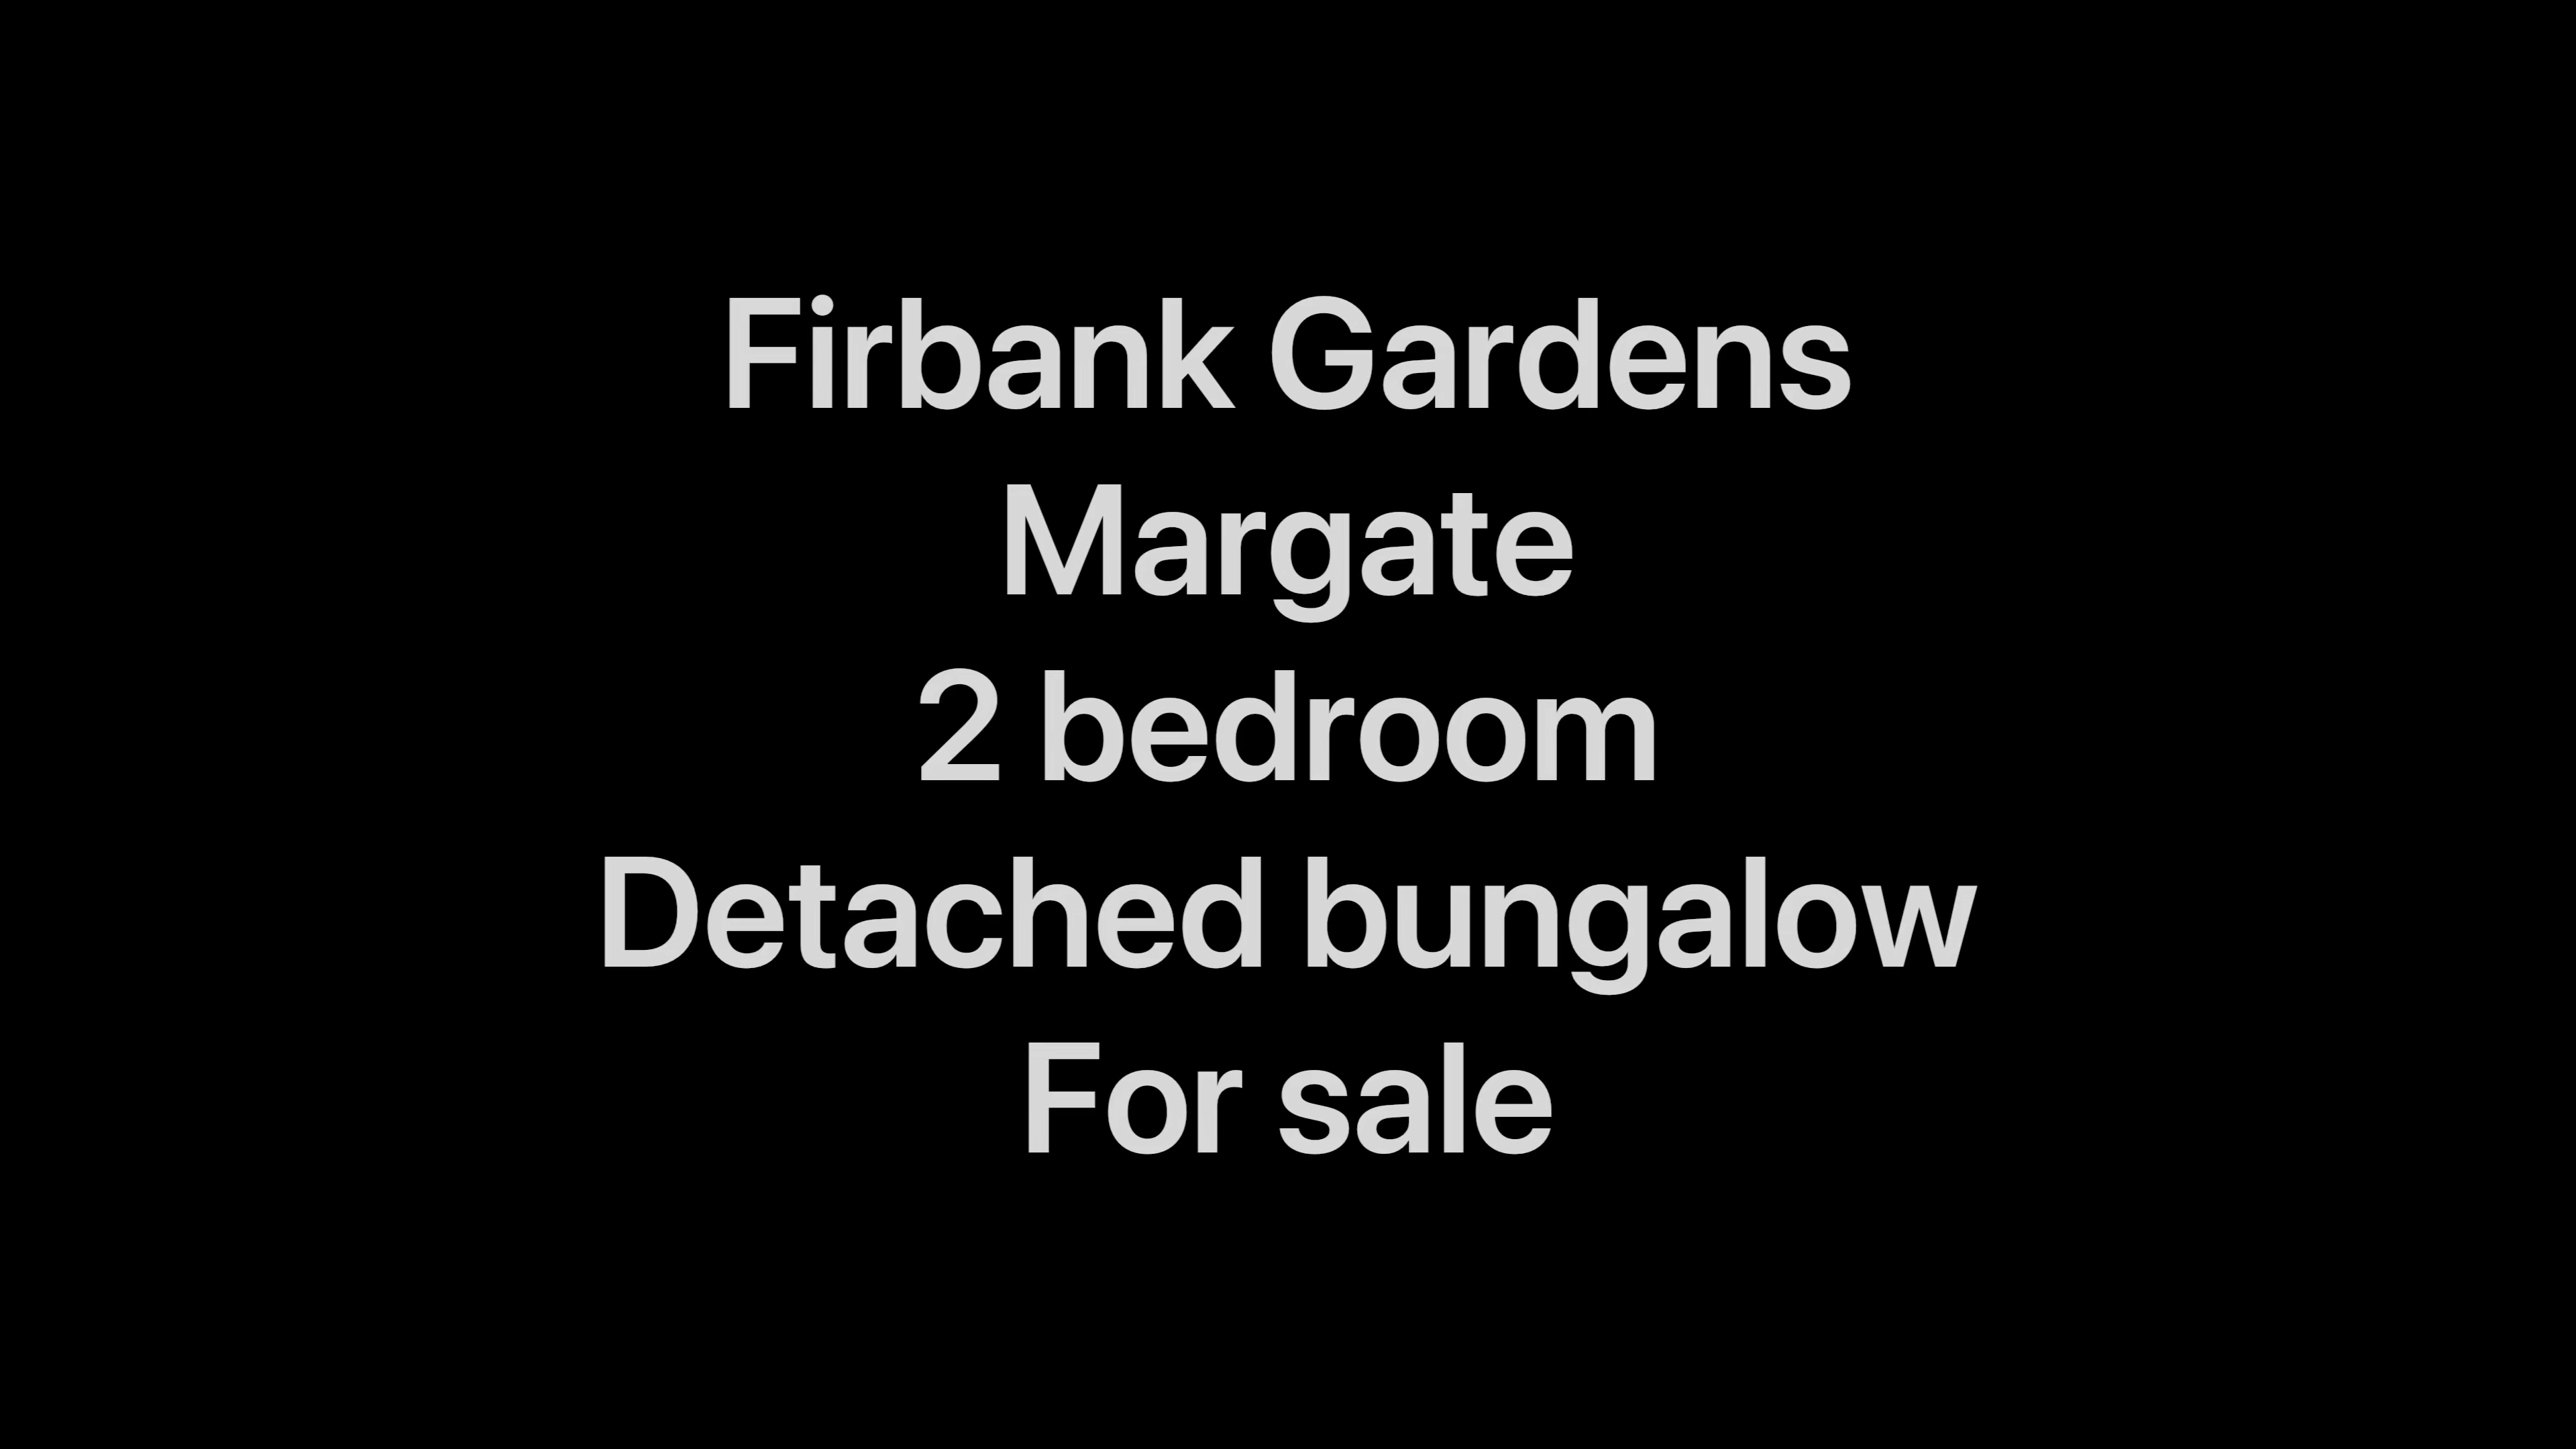 Firbank Gardens
Margate
2 bedroom
Detached bungalow
For sale